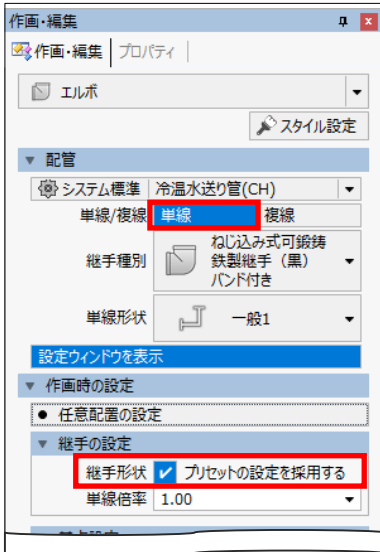 作画・編集
作画・編集 プロパティ
エルボ
スタイル設定
配管
システム標準 冷温水送り管(CH)
単線/複線 単線 複線
継手種別 ねじ込み式可鍛鋳
鉄製継手（黒）
バンド付き
単線形状 一般1
設定ウィンドウを表示
作画時の設定
● 任意配置の設定
継手の設定
継手形状 プリセットの設定を採用する
単線倍率 1.00